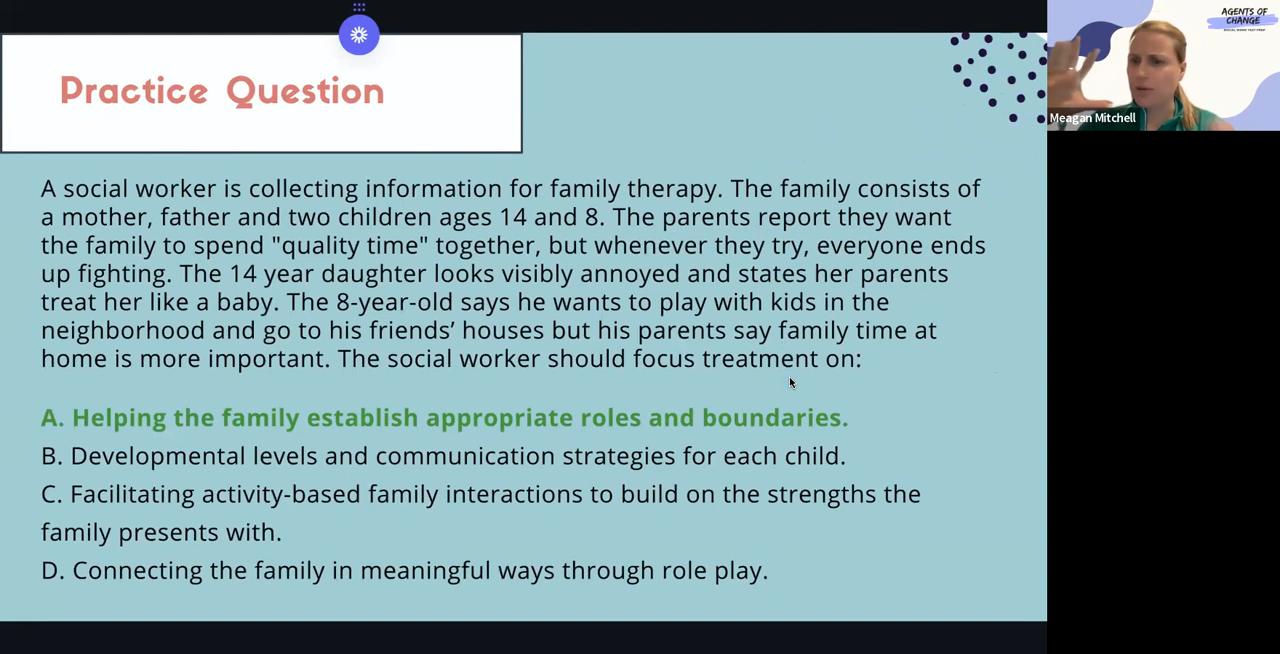 Practice Question
A social worker is collecting information for family therapy. The family consists of
a mother, father and two children ages 14 and 8. The parents report they want
the family to spend "quality time" together, but whenever they try, everyone ends
up fighting. The 14 year daughter looks visibly annoyed and states her parents
treat her like a baby. The 8-year-old says he wants to play with kids in the
neighborhood and go to his friends’ houses but his parents say family time at
home is more important. The social worker should focus treatment on:
A. Helping the family establish appropriate roles and boundaries.
B. Developmental levels and communication strategies for each child.
C. Facilitating activity-based family interactions to build on the strengths the
family presents with.
D. Connecting the family in meaningful ways through role play.
AGENTS OF
CHANGE
SOCIAL WORK TEST PREP
Meagan Mitchell